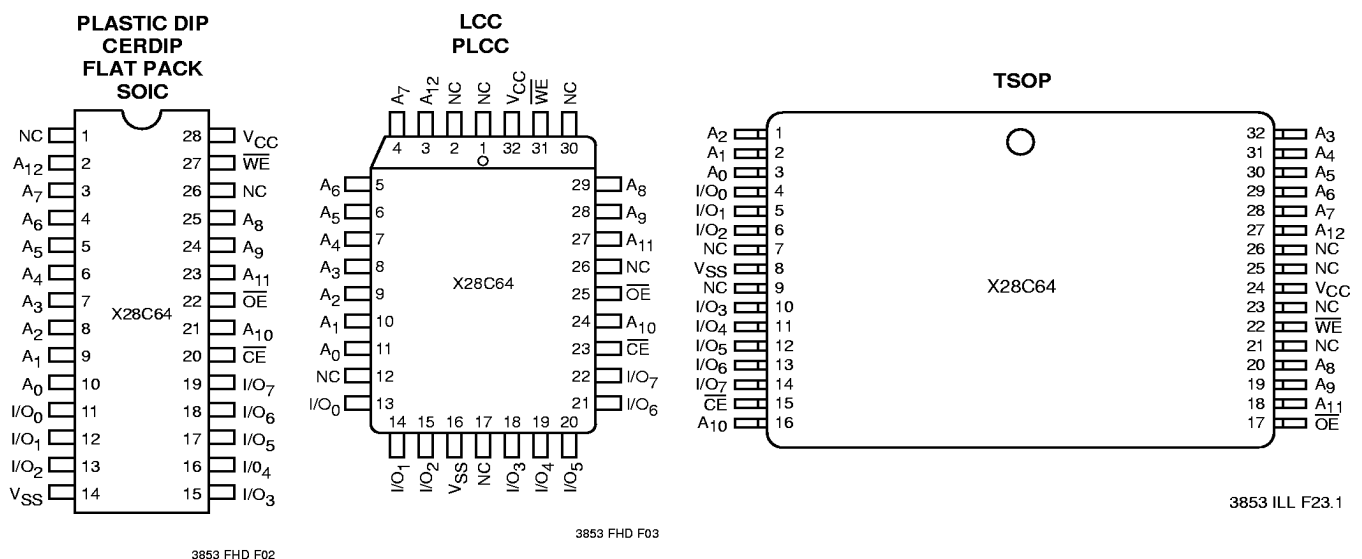 PLASTIC DIP
CERDIP
FLAT PACK
SOIC
NC 1 28 VCC
A12 2 27 WE
A7 3 26 NC
A6 4 25 A8
A5 5 24 A9
A4 6 23 A11
A3 7 22 OE
X28C64
A2 8 21 A10
A1 9 20 CE
A0 10 19 I/O7
I/O0 11 18 I/O6
I/O1 12 17 I/O5
I/O2 13 16 I/04
VSS 14 15 I/O3
3853 FHD F02
LCC
PLCC
A7 A12 NC NC VCC WE NC
4 3 2 1 32 31 30
A6 5 29 A8
A5 6 28 A9
A4 7 27 A11
A3 8 26 NC
X28C64
A2 9 25 OE
A1 10 24 A10
A0 11 23 CE
NC 12 22 I/O7
I/O0 13 21 I/O6
14 15 16 17 18 19 20
I/O1 I/O2 VSS NC I/O3 I/O4 I/O5
3853 FHD F03
TSOP
A2 1 32 A3
A1 2 31 A4
A0 3 30 A5
I/O0 4 29 A6
I/O1 5 28 A7
I/O2 6 27 A12
NC 7 26 NC
VSS 8 25 NC
X28C64
NC 9 24 VCC
I/O3 10 23 NC
I/O4 11 22 WE
I/O5 12 21 NC
I/O6 13 20 A8
I/O7 14 19 A9
CE 15 18 A11
A10 16 17 OE
3853 ILL F23.1